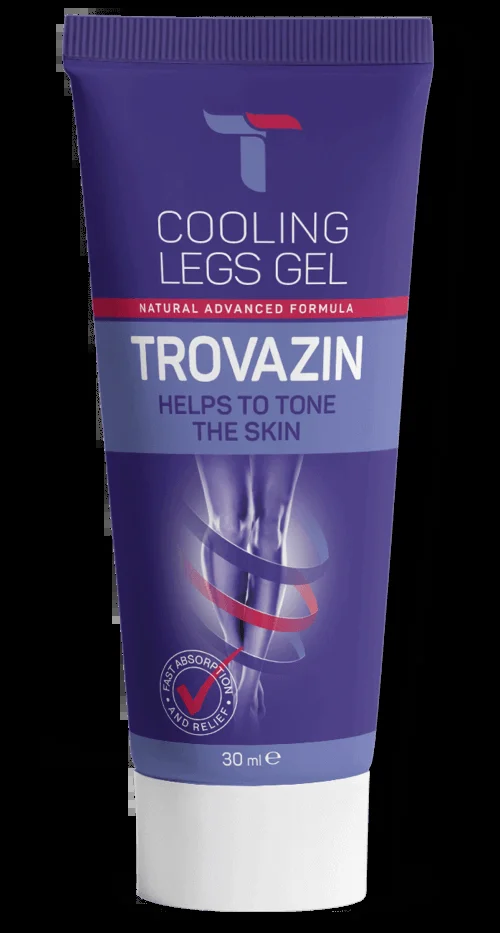 COOLING
LEGS GEL
NATURAL ADVANCED FORMULA
TROVAZIN
HELPS TO TONE
THE SKIN
FAST ABSORPTION
AND RELIEF
30 ml ℮